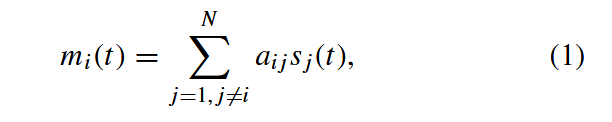 m_i(t) = \sum_{j=1, j \neq i}^{N} a_{ij} s_j(t), (1)